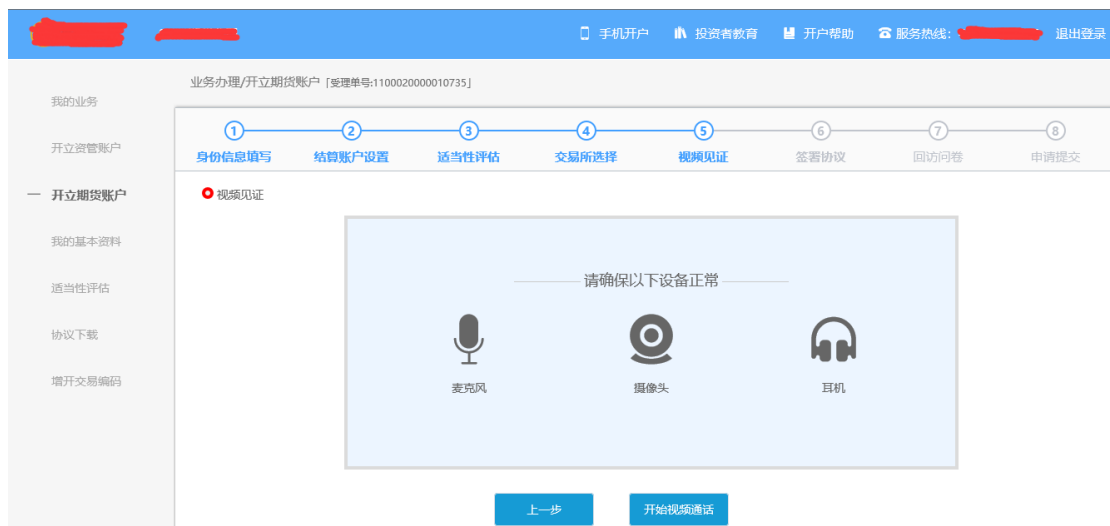 手机开户 投资者教育 开户帮助 服务热线: 退出登录
业务办理/开立期货账户「受理单号:1100020000010735」
我的业务
开立资管账户
一 开立期货账户
我的基本资料
适当性评估
协议下载
增开交易编码
1 2 3 4 5 6 7 8
身份信息填写 结算账户设置 适当性评估 交易所选择 视频见证 签署协议 回访问卷 申请提交
视频见证
请确保以下设备正常
麦克风 摄像头 耳机
上一步 开始视频通话